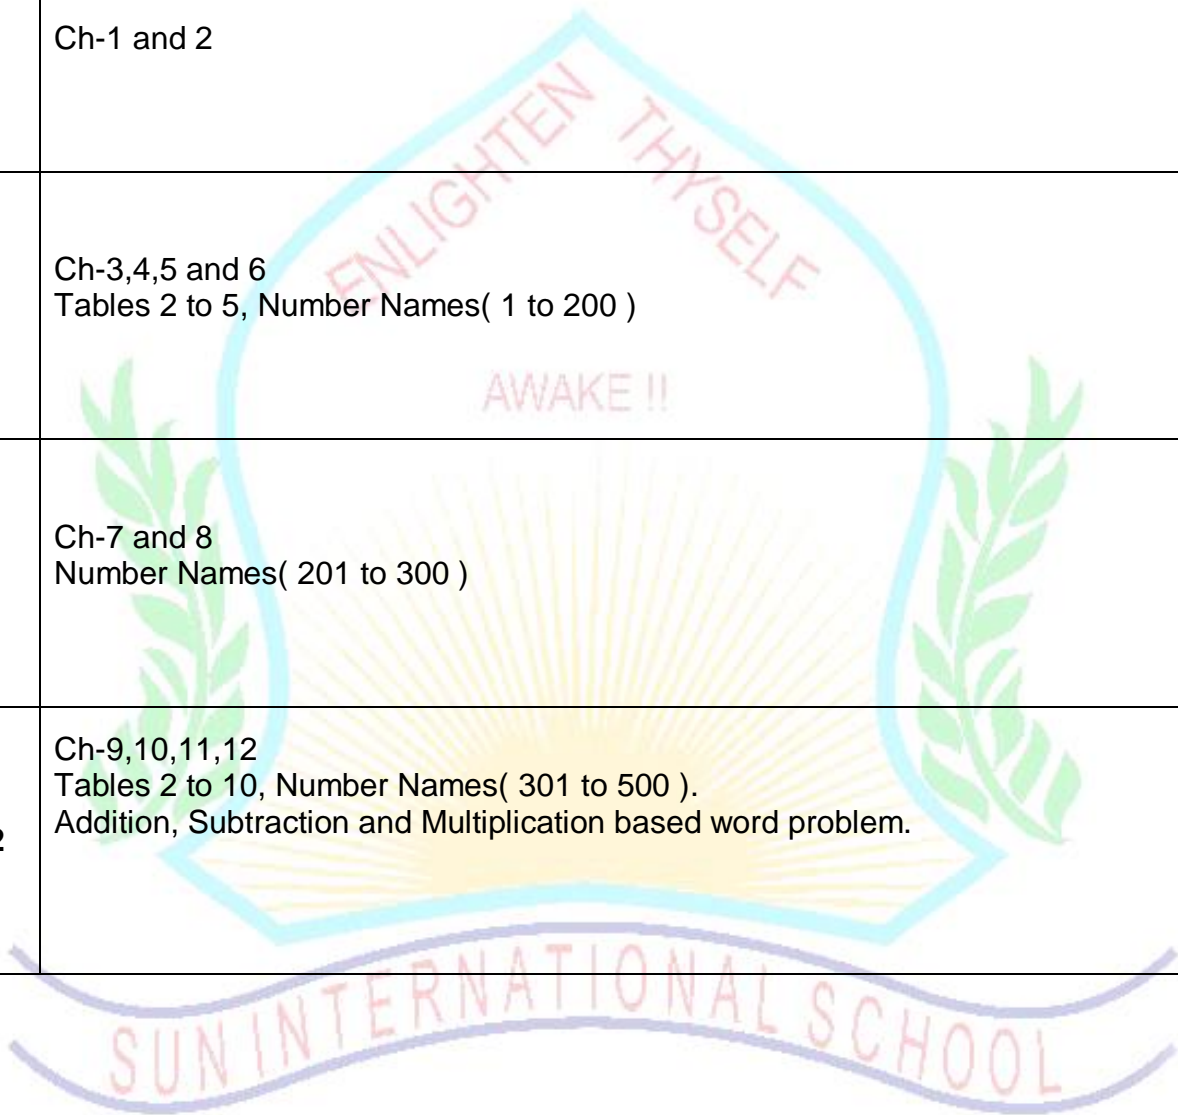 Ch-1 and 2
ENLIGHTEN THYSELF
Ch-3,4,5 and 6
Tables 2 to 5, Number Names( 1 to 200 )
AWAKE !!
Ch-7 and 8
Number Names( 201 to 300 )
Ch-9,10,11,12
Tables 2 to 10, Number Names( 301 to 500 ).
Addition, Subtraction and Multiplication based word problem.
2
SUN INTERNATIONAL SCHOOL